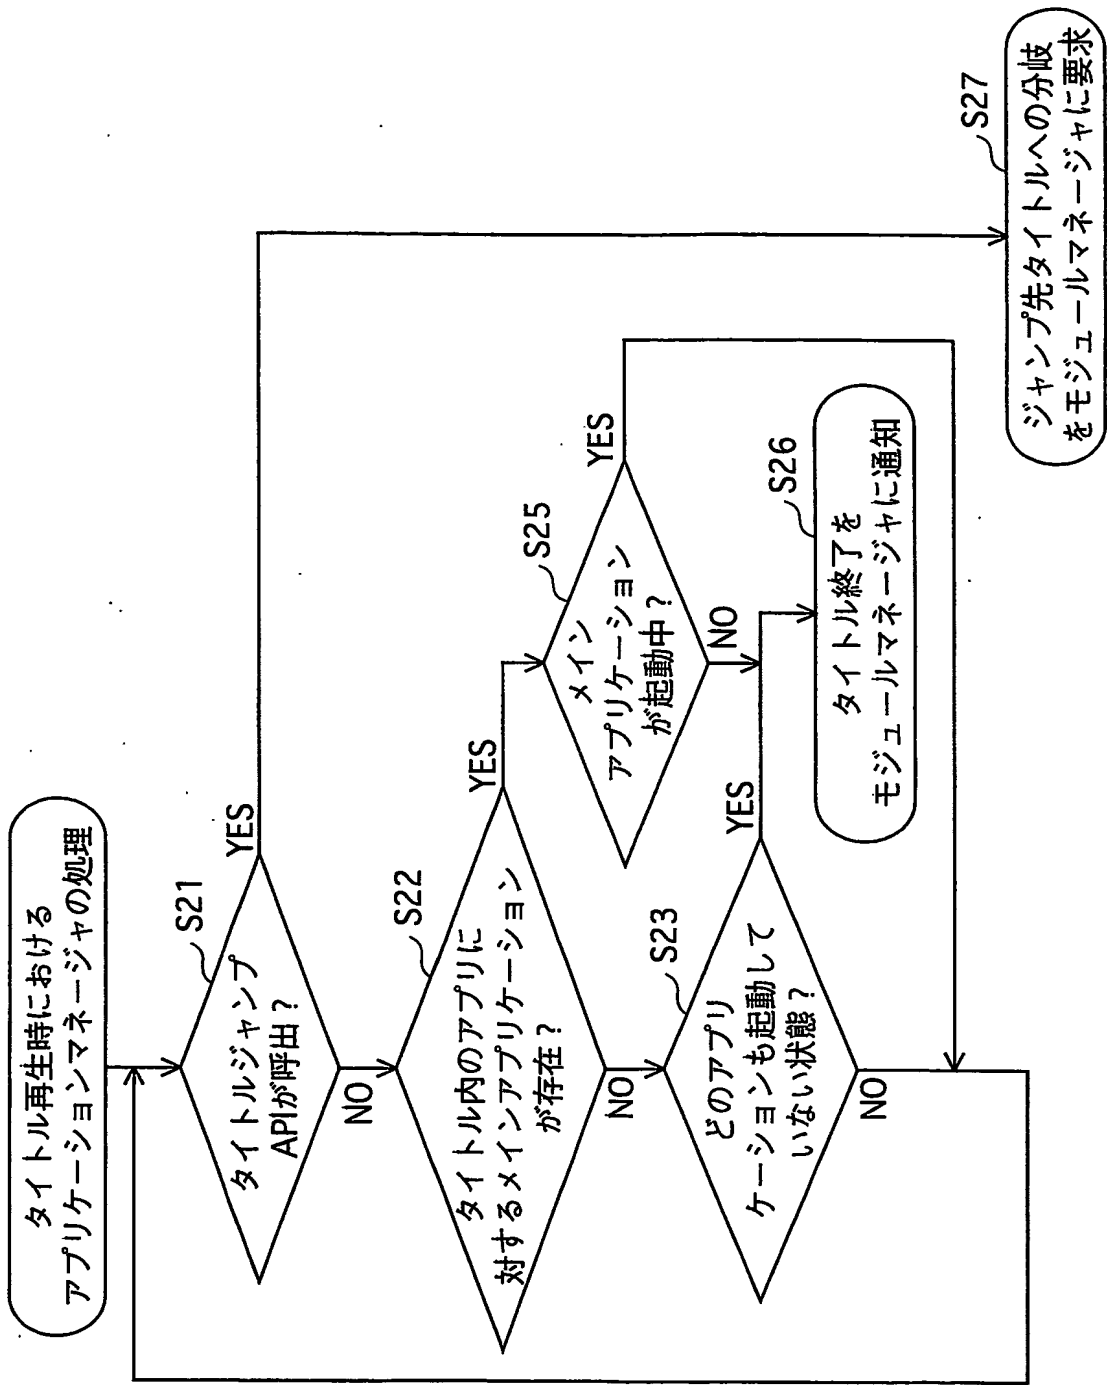 タイトル再生時における
アプリケーションマネージャの処理
S21
タイトルジャンプ
APIが呼出？
YES
NO
S22
タイトル内のアプリに
対するメインアプリケーション
が存在？
YES
NO
S25
メイン
アプリケーション
が起動中？
YES
NO
S23
どのアプリ
ケーションも起動して
いない状態？
YES
NO
S26
タイトル終了を
モジュールマネージャに通知
S27
ジャンプ先タイトルへの分岐
をモジュールマネージャに要求